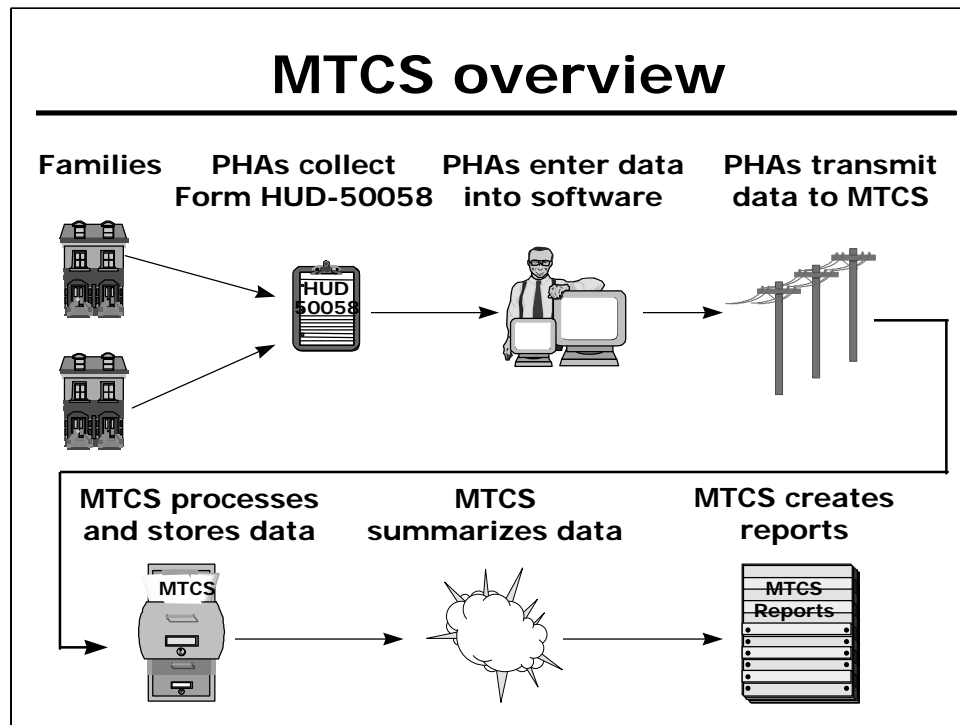 MTCS overview
Families
PHAs collect
Form HUD-50058
PHAs enter data
into software
PHAs transmit
data to MTCS
HUD
50058
MTCS processes
and stores data
MTCS
summarizes data
MTCS creates
reports
MTCS
MTCS
Reports